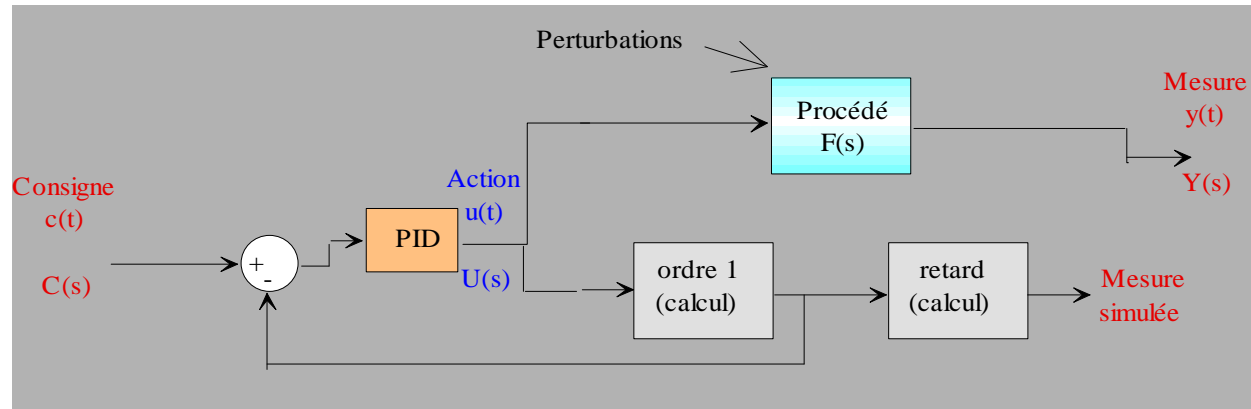 Perturbations
Procédé
F(s)
Mesure
y(t)
Y(s)
Consigne
c(t)
C(s)
+
-
PID
Action
u(t)
U(s)
ordre 1
(calcul)
retard
(calcul)
Mesure
simulée